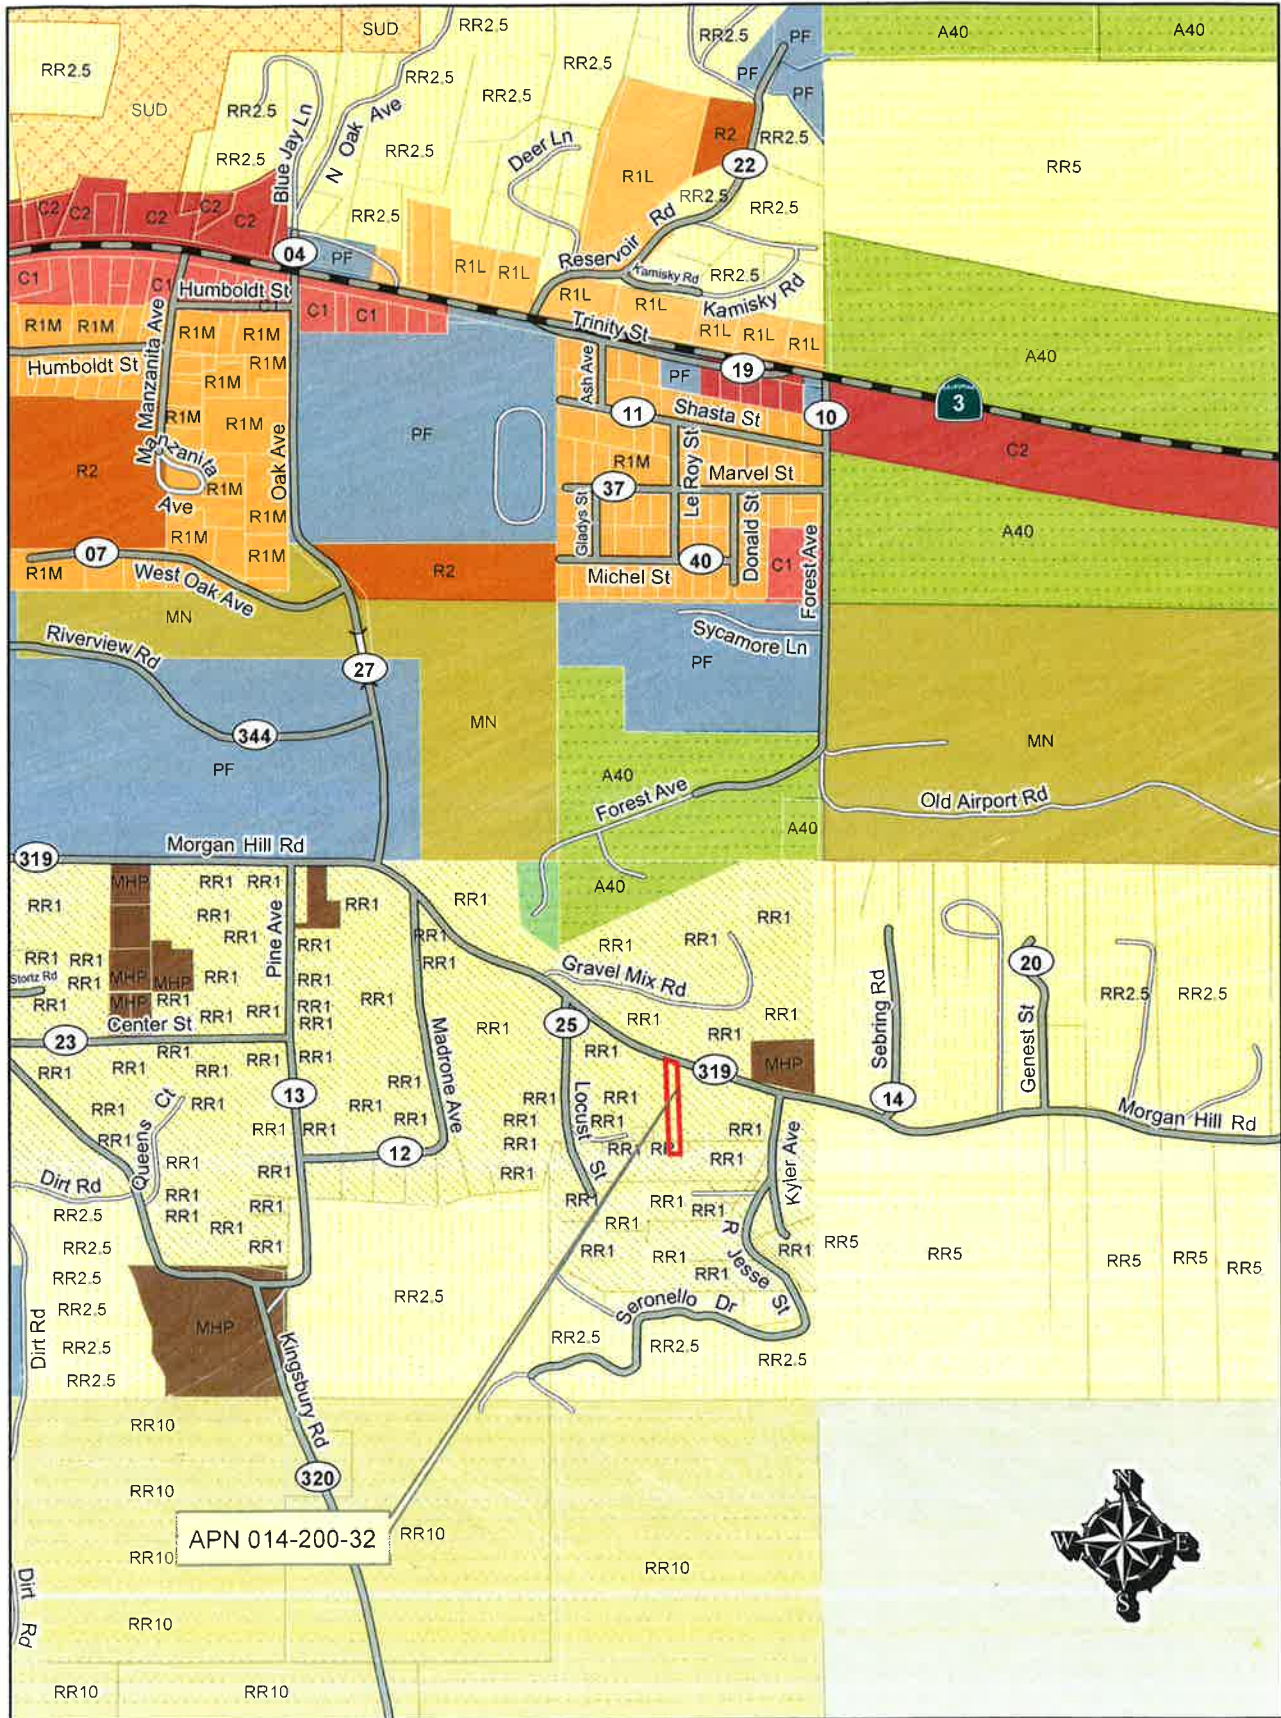 SUD
RR2.5
RR2.5
PF
A40
A40
RR2.5
RR2.5
RR2.5
PF
SUD
RR2.5
RR2.5
PF
Blue Jay Ln
N Oak Ave
RR2.5
RR2.5
Deer Ln
R2
RR2.5
22
R1L
RR5
C2
C2
C2
C2
C2
RR2.5
RR2.5
RR2.5
04
PF
R1L
R1L
Reservoir Rd
Kamisky Rd
RR2.5
Kamisky Rd
C1
C1
Humboldt St
C1
C1
C1
R1L
R1L
R1M
R1M
Manzanita Ave
R1M
R1M
Trinity St
R1L
R1L
R1L
Humboldt St
R1M
R1M
A40
PF
19
Ash Ave
11
Shasta St
10
3
R1M
R1M
PF
R2
Manzanita Ave
R1M
Oak Ave
R1M
Le Roy St
Marvel St
C2
37
R1M
R1M
Gladys St
Donald St
Forest Ave
A40
07
R1M
R1M
West Oak Ave
R2
Michel St
40
C1
MN
Riverview Rd
27
Sycamore Ln
PF
344
MN
MN
PF
A40
Forest Ave
Old Airport Rd
A40
319
Morgan Hill Rd
MHP
RR1
RR1
A40
RR1
RR1
RR1
RR1
Pine Ave
RR1
RR1
RR1
RR1
RR1
RR1
RR1
RR1
Gravel Mix Rd
20
Stortz Rd
RR1
MHP
MHP
RR1
RR1
RR1
Sebring Rd
RR2.5
RR2.5
RR1
MHP
RR1
RR1
RR1
RR1
RR1
RR1
Center St
RR1
RR1
RR1
RR1
RR1
23
25
RR1
RR1
RR1
RR1
Madrone Ave
RR1
319
MHP
Genest St
RR1
RR1
RR1
RR1
13
RR1
RR1
Locust St
RR1
14
Morgan Hill Rd
RR1
RR1
Queens Ct
RR1
RR1
RR1
RR1
RR1
RR1
RR1
12
RR1
RR1
RR1
Kyler Ave
Dirt Rd
RR1
RR1
RR1
RR1
RR1
RR1
RR1
RR2.5
RR1
RR1
RR1
RR1
RR5
RR5
RR2.5
RR1
RR1
RR1
RR1
RR1
R Jesse St
RR5
RR5
RR5
RR2.5
RR2.5
Seronello Dr
RR2.5
Dirt Rd
MHP
RR2.5
RR2.5
RR2.5
RR2.5
RR2.5
Kingsbury Rd
RR10
320
RR10
APN 014-200-32
RR10
RR10
RR10
Dirt Rd
RR10
RR10
RR10
N
W
E
S